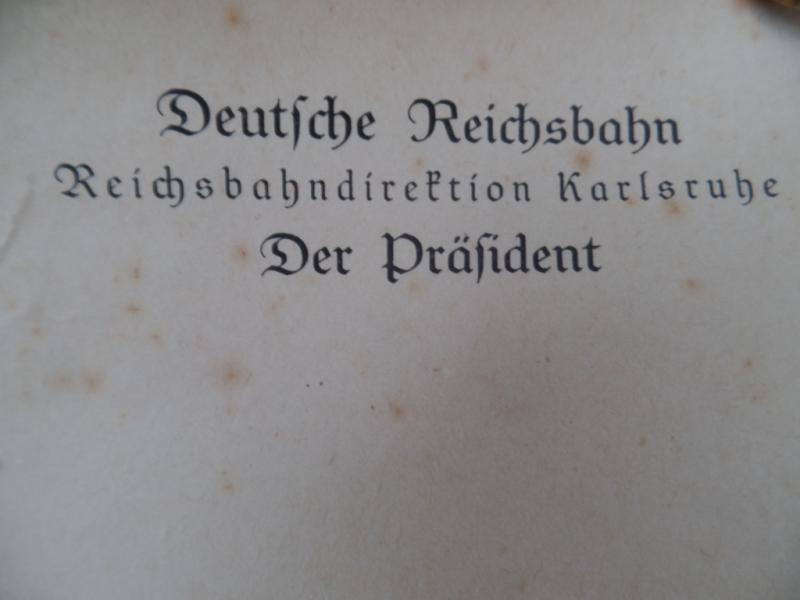 Deutſche Reichsbahn
Reichsbahndirektion Karlsruhe
Der Präſident